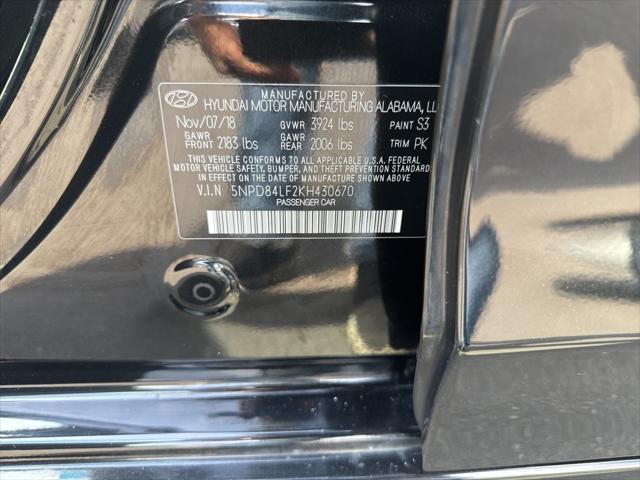 MANUFACTURED BY
HYUNDAI MOTOR MANUFACTURING ALABAMA, LL
Nov/07/18 GVWR 3924 lbs PAINT S3
GAWR FRONT 2183 lbs GAWR REAR 2006 lbs TRIM PK
THIS VEHICLE CONFORMS TO ALL APPLICABLE U.S.A. FEDERAL
MOTOR VEHICLE SAFETY, BUMPER, AND THEFT PREVENTION STANDARDS
IN EFFECT ON THE DATE OF MANUFACTURE SHOWN ABOVE.
V.I.N 5NPD84LF2KH430670
PASSENGER CAR